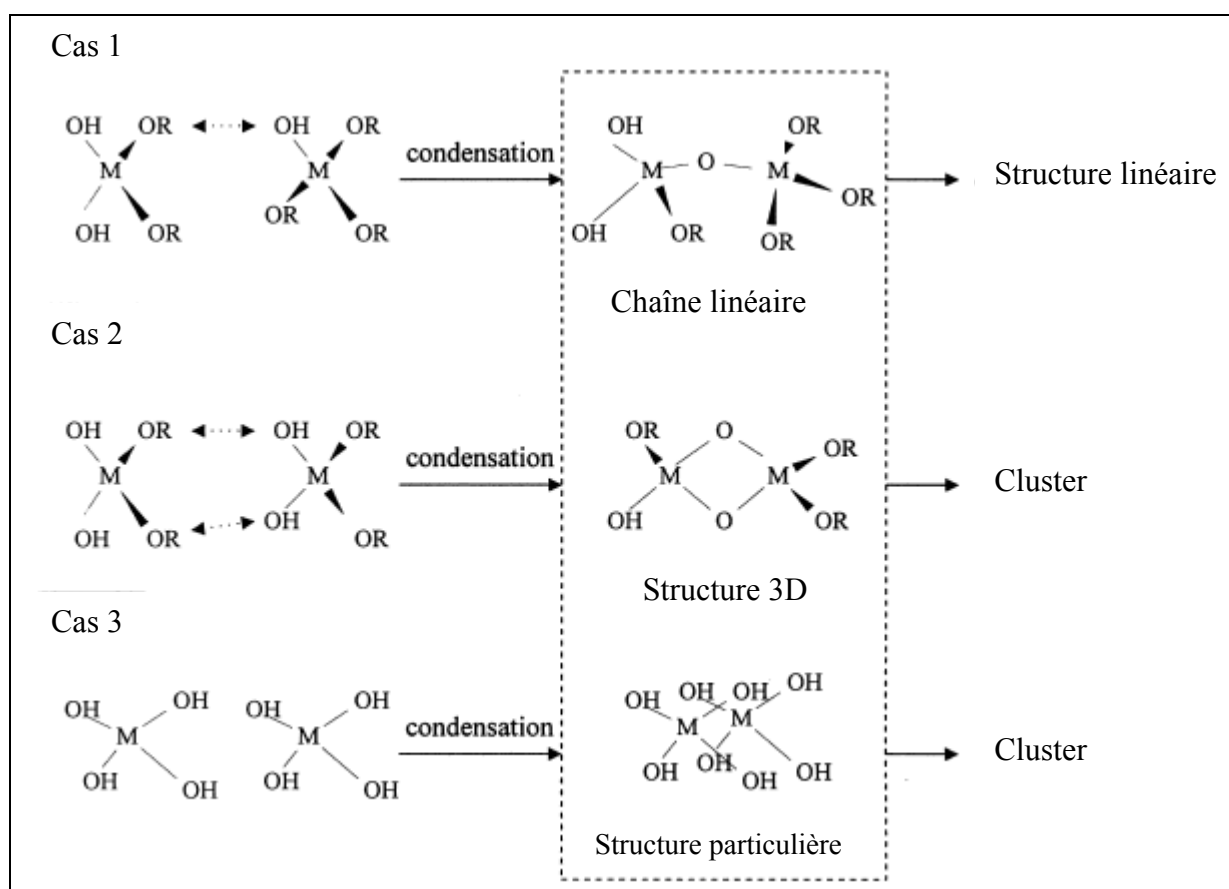 Cas 1
OH OR OH OR
M M
OH OR OR OR
condensation
OH OR
M O M
OH OR OR OR
Structure linéaire
Chaîne linéaire
Cas 2
OH OR OH OR
M M
OH OR OH OR
condensation
OR O OR
M M
OH O OR
Cluster
Structure 3D
Cas 3
OH OH OH OH
M M
OH OH OH OH
condensation
OH OH OH OH
M M
OH OH OH OH
Cluster
Structure particulière